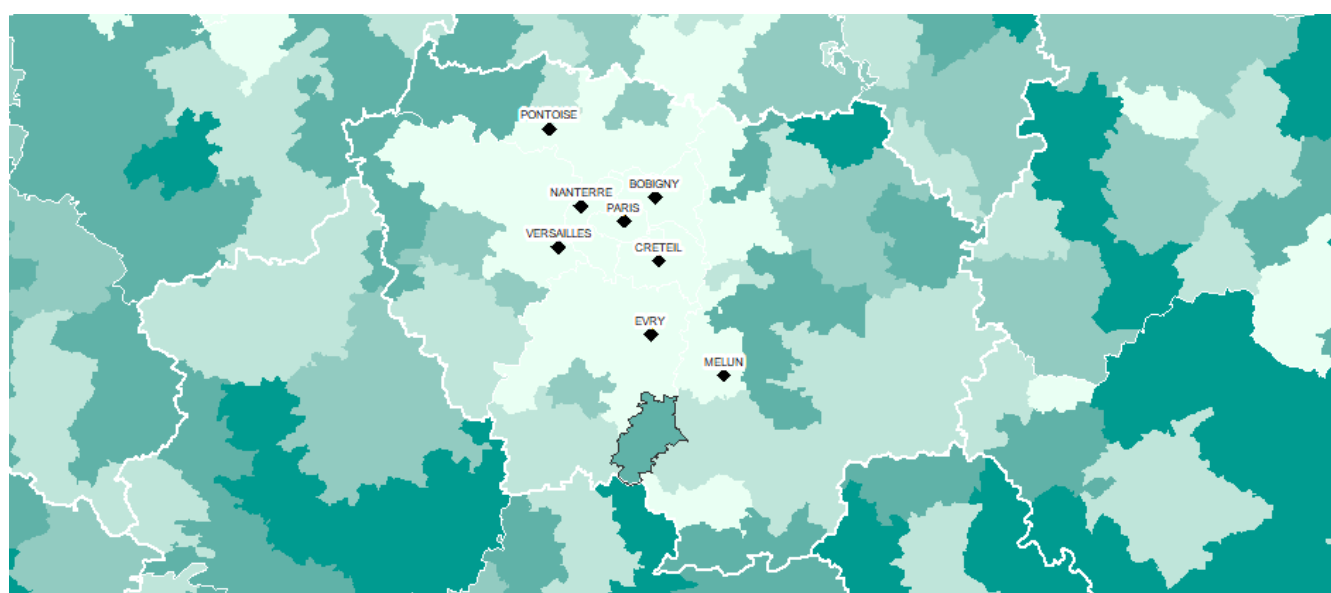 PONTOISE
BOBIGNY
NANTERRE
PARIS
VERSAILLES
CRETEIL
EVRY
MELUN